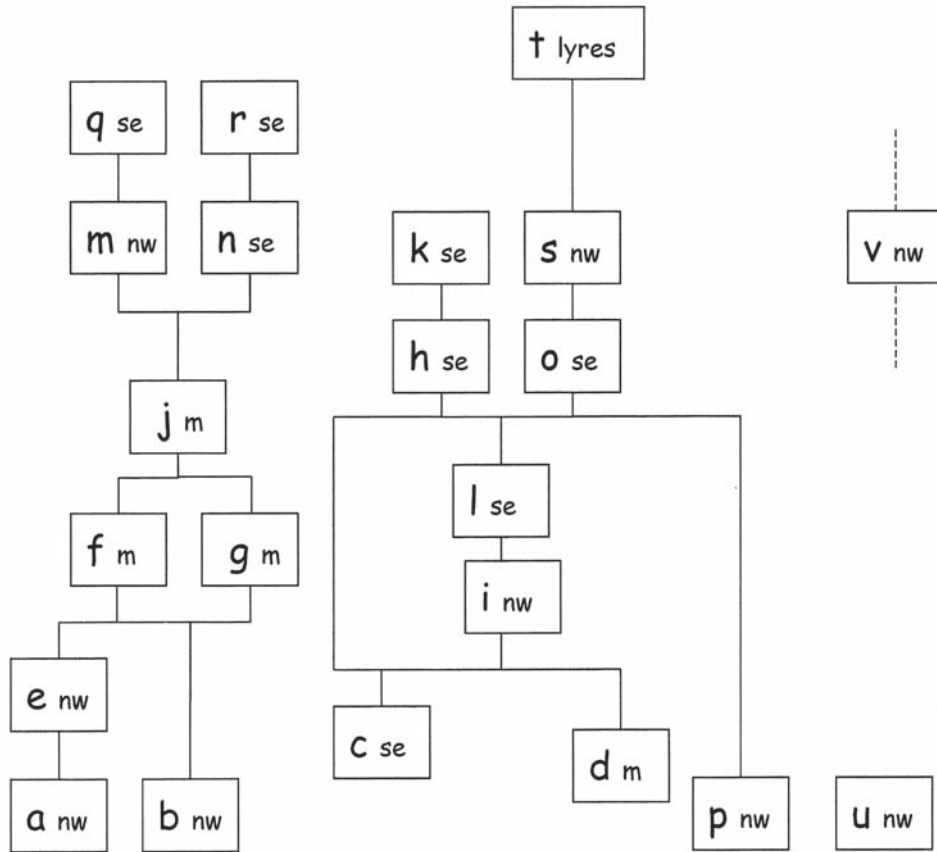 t lyres
q se
r se
m nw
n se
k se
s nw
v nw
h se
o se
j m
l se
f m
g m
i nw
e nw
c se
d m
a nw
b nw
p nw
u nw